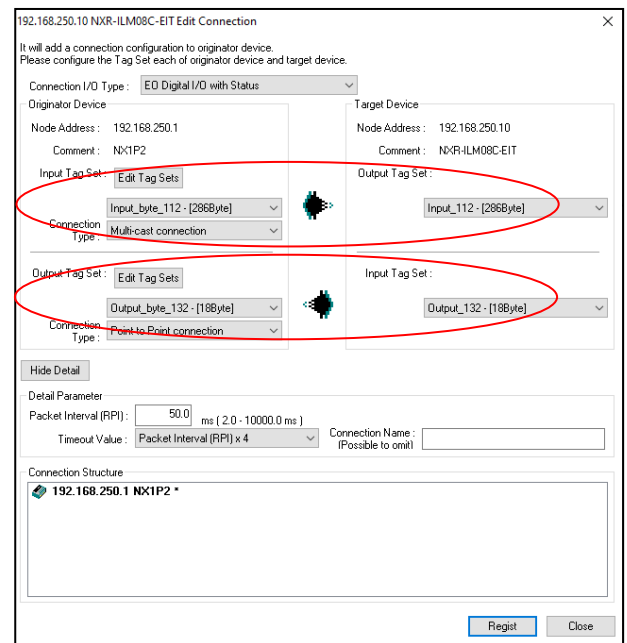 192.168.250.10 NXR-ILM08C-EIT Edit Connection
It will add a connection configuration to originator device.
Please configure the Tag Set each of originator device and target device.
Connection I/O Type : EO Digital I/O with Status
Originator Device
Target Device
Node Address : 192.168.250.1
Node Address : 192.168.250.10
Comment : NX1P2
Comment : NXR-ILM08C-EIT
Input Tag Set : Edit Tag Sets
Output Tag Set :
Input_byte_112 - [286Byte]
Input_112 - [286Byte]
Connection Type : Multi-cast connection
Output Tag Set : Edit Tag Sets
Input Tag Set :
Output_byte_132 - [18Byte]
Output_132 - [18Byte]
Connection Type : Point to Point connection
Hide Detail
Detail Parameter
Packet Interval (RPI) : 50.0 ms ( 2.0 - 10000.0 ms )
Timeout Value : Packet Interval (RPI) x 4
Connection Name :
(Possible to omit)
Connection Structure
192.168.250.1 NX1P2 *
Regist
Close